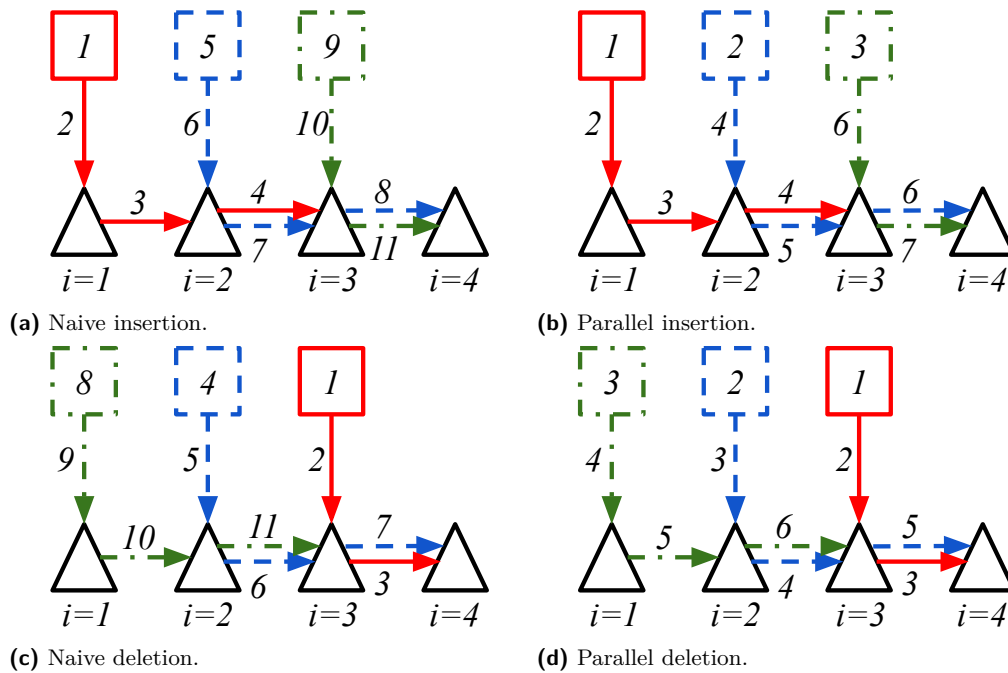 1 5 9
2 6 10
3 4 8
7 11
i=1 i=2 i=3 i=4
(a) Naive insertion.
1 2 3
2 4 6
3 4 6
5 7
i=1 i=2 i=3 i=4
(b) Parallel insertion.
8 4 1
9 5 2
10 11 7
6 3
i=1 i=2 i=3 i=4
(c) Naive deletion.
3 2 1
4 3 2
5 6 5
4 3
i=1 i=2 i=3 i=4
(d) Parallel deletion.